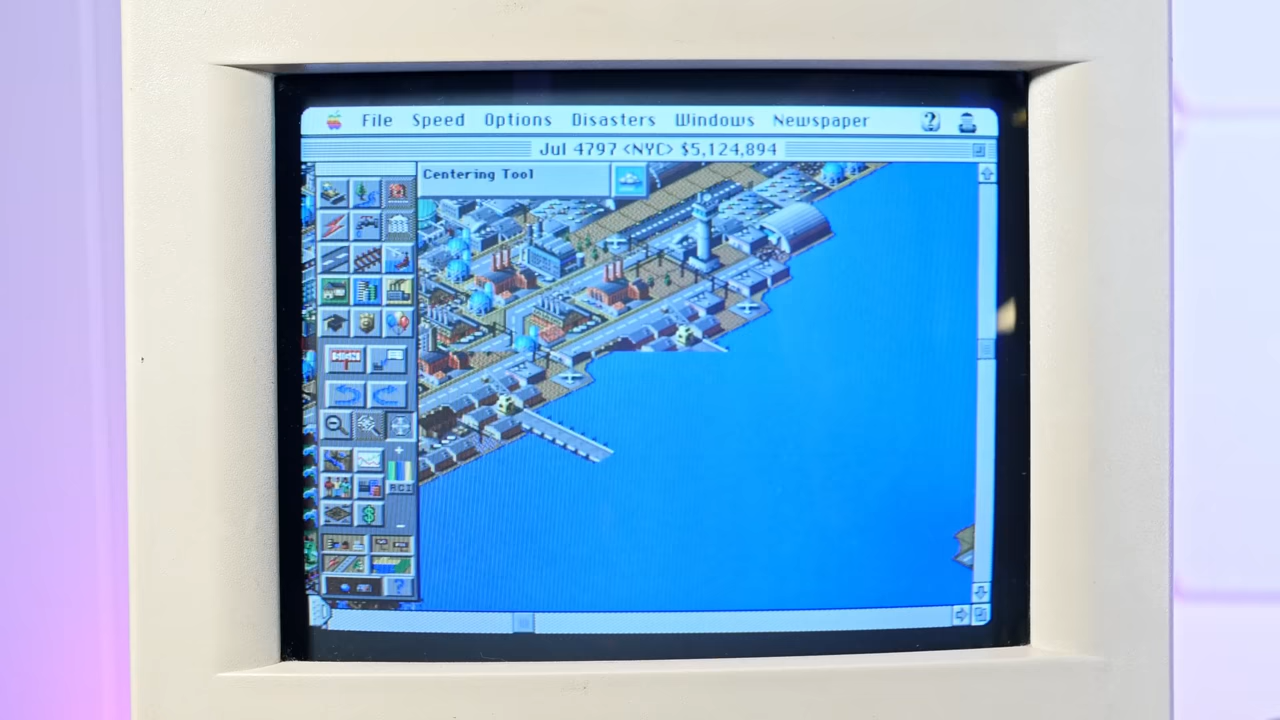 File Speed Options Disasters Windows Newspaper ?
Jul 4797 <NYC> $5,124,894
Centering Tool
RCI
$
?